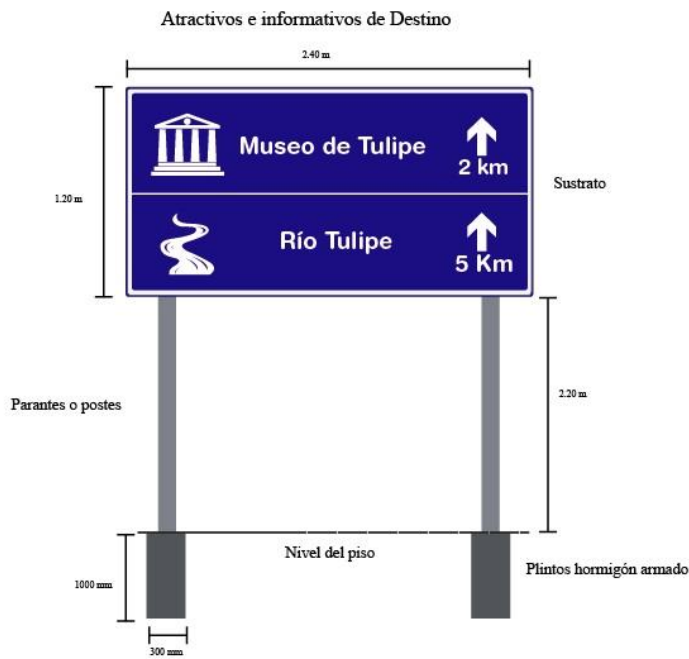 Atractivos e informativos de Destino
2.40 m
1.20 m
Museo de Tulipe
2 km
Sustrato
Río Tulipe
5 Km
Parantes o postes
2.20 m
Nivel del piso
1000 mm
Plintos hormigón armado
300 mm